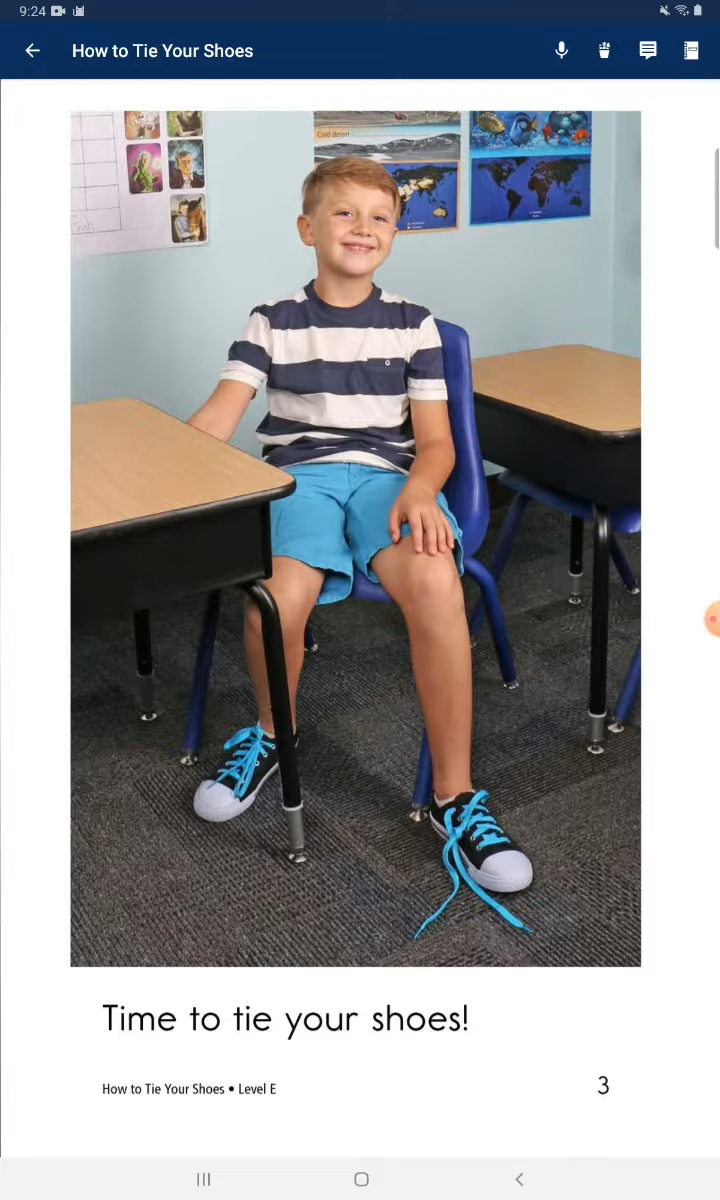 9:24
How to Tie Your Shoes
Cold desert
Time to tie your shoes!
How to Tie Your Shoes • Level E
3